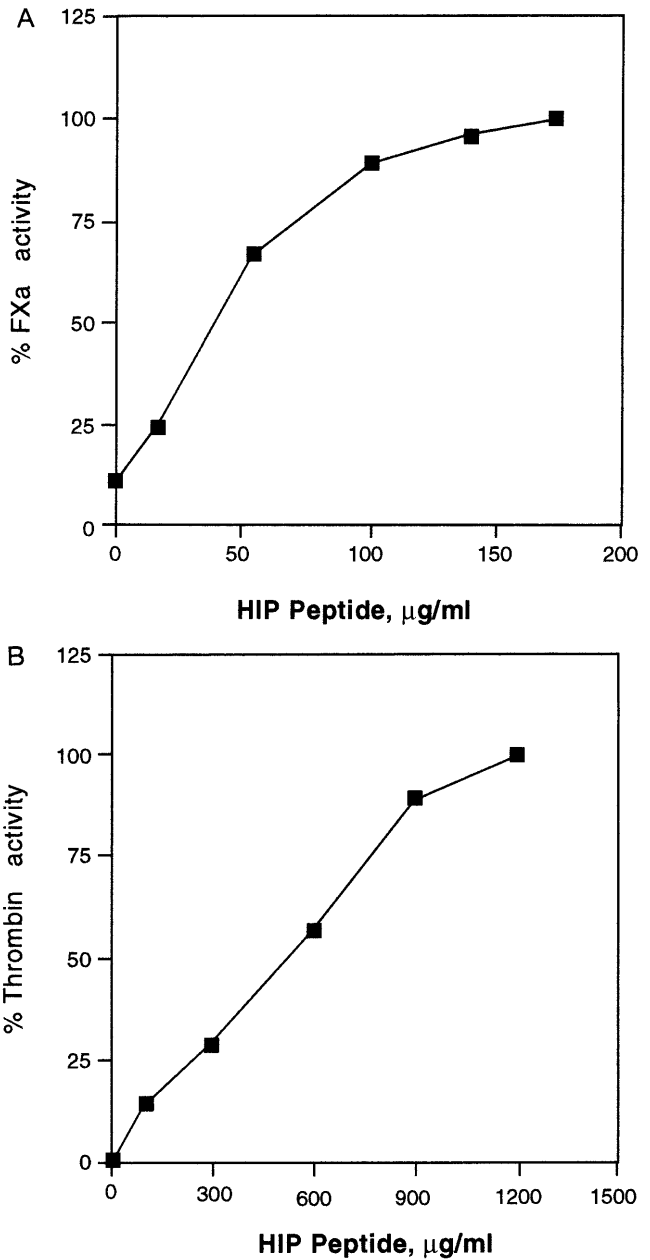 A
125
100
75
50
25
0
% FXa activity
0 50 100 150 200
HIP Peptide, μg/ml
B
125
100
75
50
25
0
% Thrombin activity
0 300 600 900 1200 1500
HIP Peptide, μg/ml